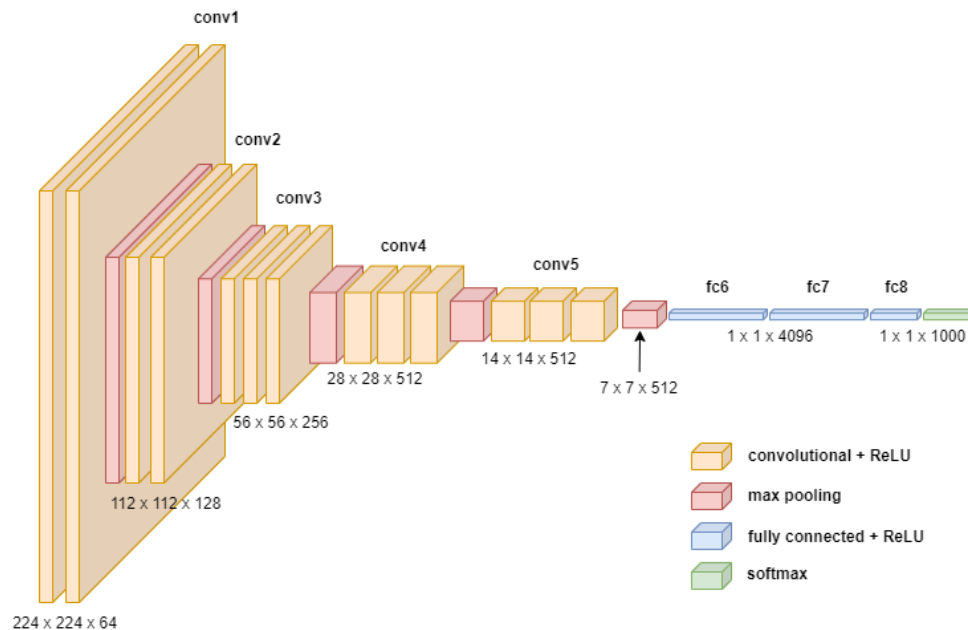 conv1
conv2
conv3
conv4
conv5
fc6
fc7
fc8
1 x 1 x 4096
1 x 1 x 1000
14 x 14 x 512
28 x 28 x 512
7 x 7 x 512
56 x 56 x 256
112 x 112 x 128
224 x 224 x 64
convolutional + ReLU
max pooling
fully connected + ReLU
softmax